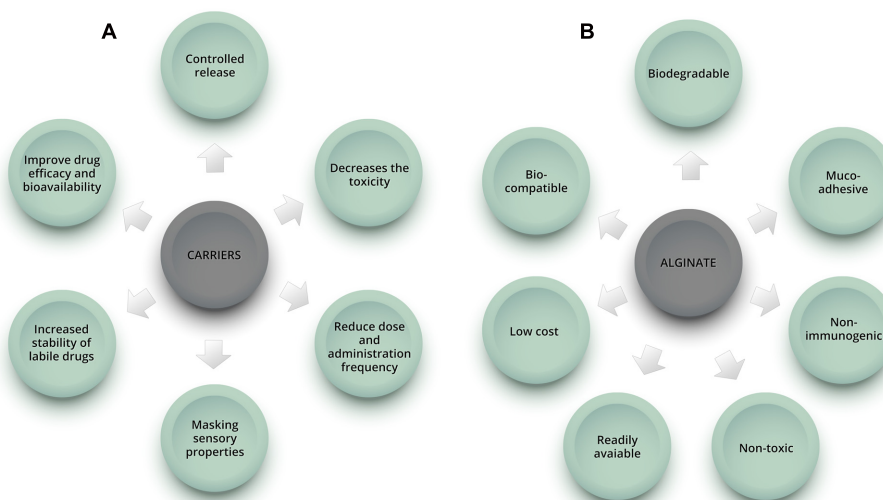 A
Controlled
release
Improve drug
efficacy and
bioavailability
Decreases the
toxicity
CARRIERS
Increased
stability of
labile drugs
Reduce dose
and
administration
frequency
Masking
sensory
properties
B
Biodegradable
Bio-
compatible
Muco-
adhesive
ALGINATE
Low cost
Non-
immunogenic
Readily
avaiable
Non-toxic